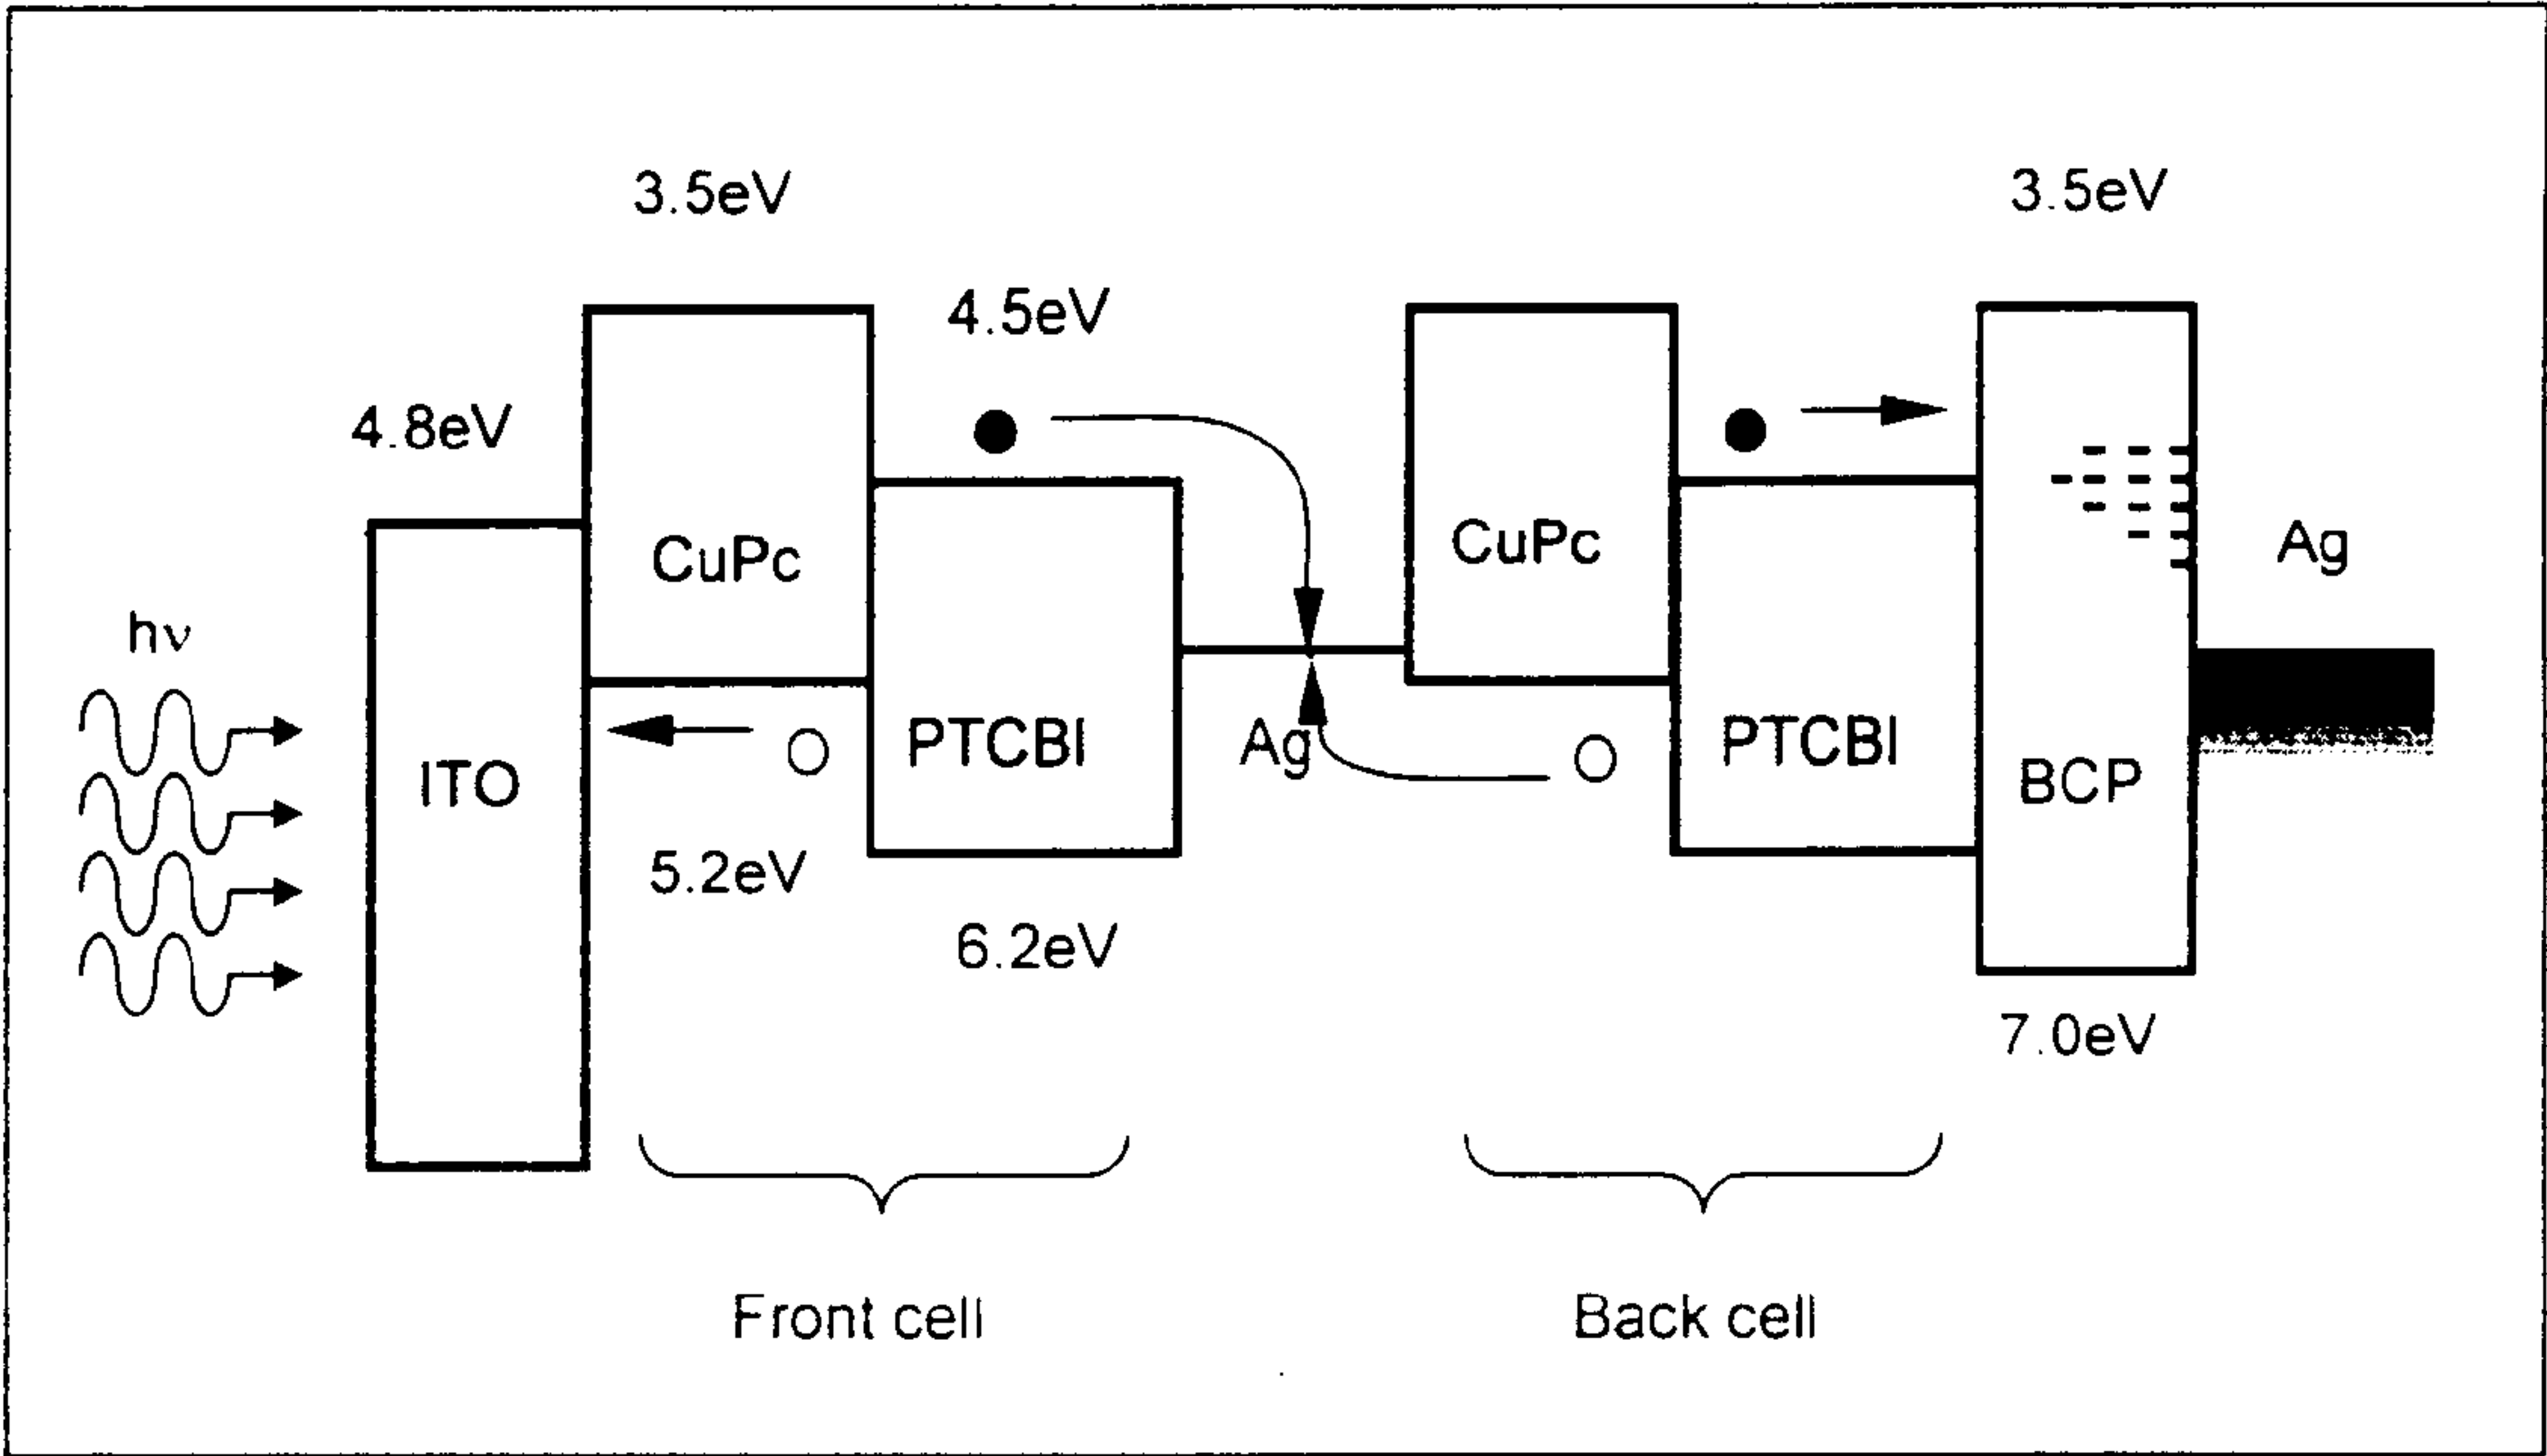 3.5eV
3.5eV
4.5eV
4.8eV
CuPc
CuPc
Ag
hν
PTCBI
Ag
PTCBI
ITO
BCP
5.2eV
6.2eV
7.0eV
Front cell
Back cell